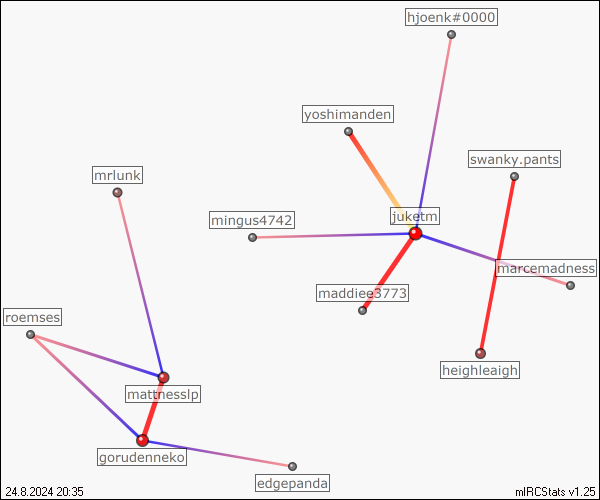 hjoenk#0000
yoshimanden
swanky.pants
mrlunk
mingus4742
juketm
marcemadness
maddiee3773
roemses
heighleaigh
mattnesslp
gorudenneko
edgepanda
24.8.2024 20:35
mIRCStats v1.25